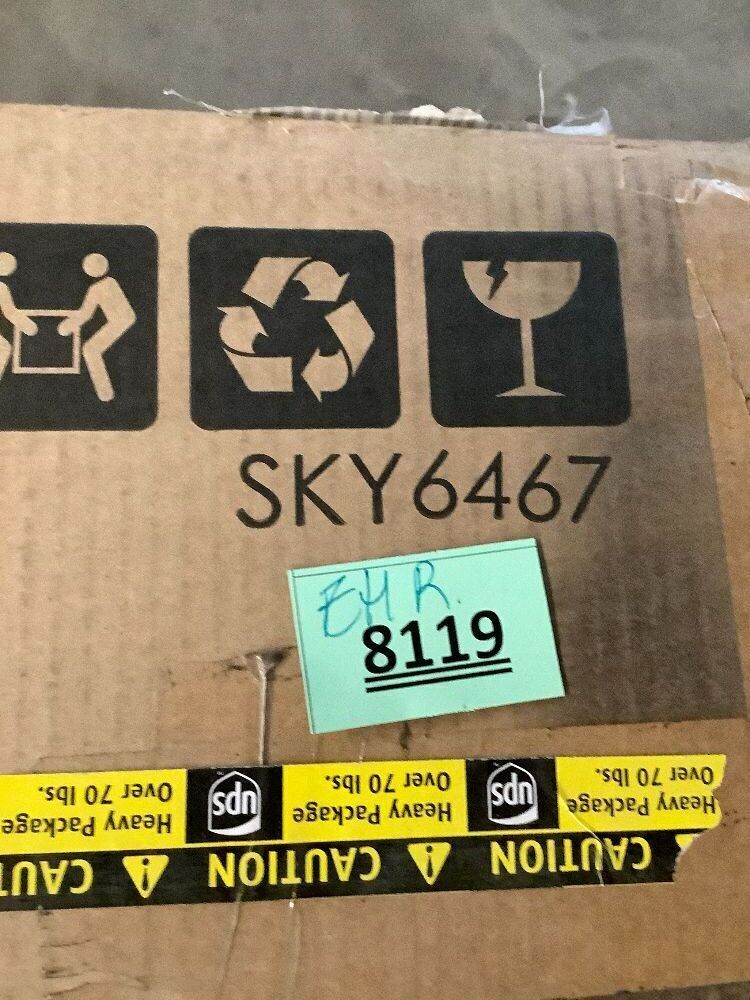 SKY6467
EHR.
8119
Heavy Package
Over 70 lbs.
ups
Heavy Package
Over 70 lbs.
ups
Heavy Package
Over 70 lbs.
CAUTION
CAUTION
CAUTION